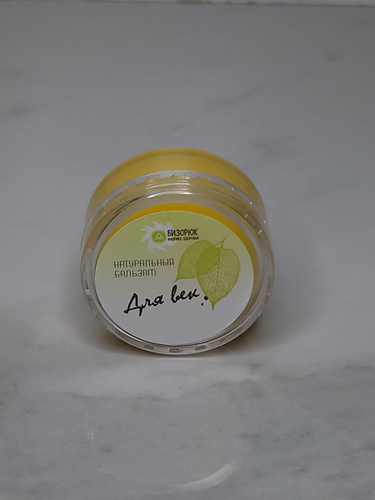 БИЗОРЮК
ФАБРИКА ЗДОРОВЬЯ
НАТУРАЛЬНЫЙ
БАЛЬЗАМ
Для век.